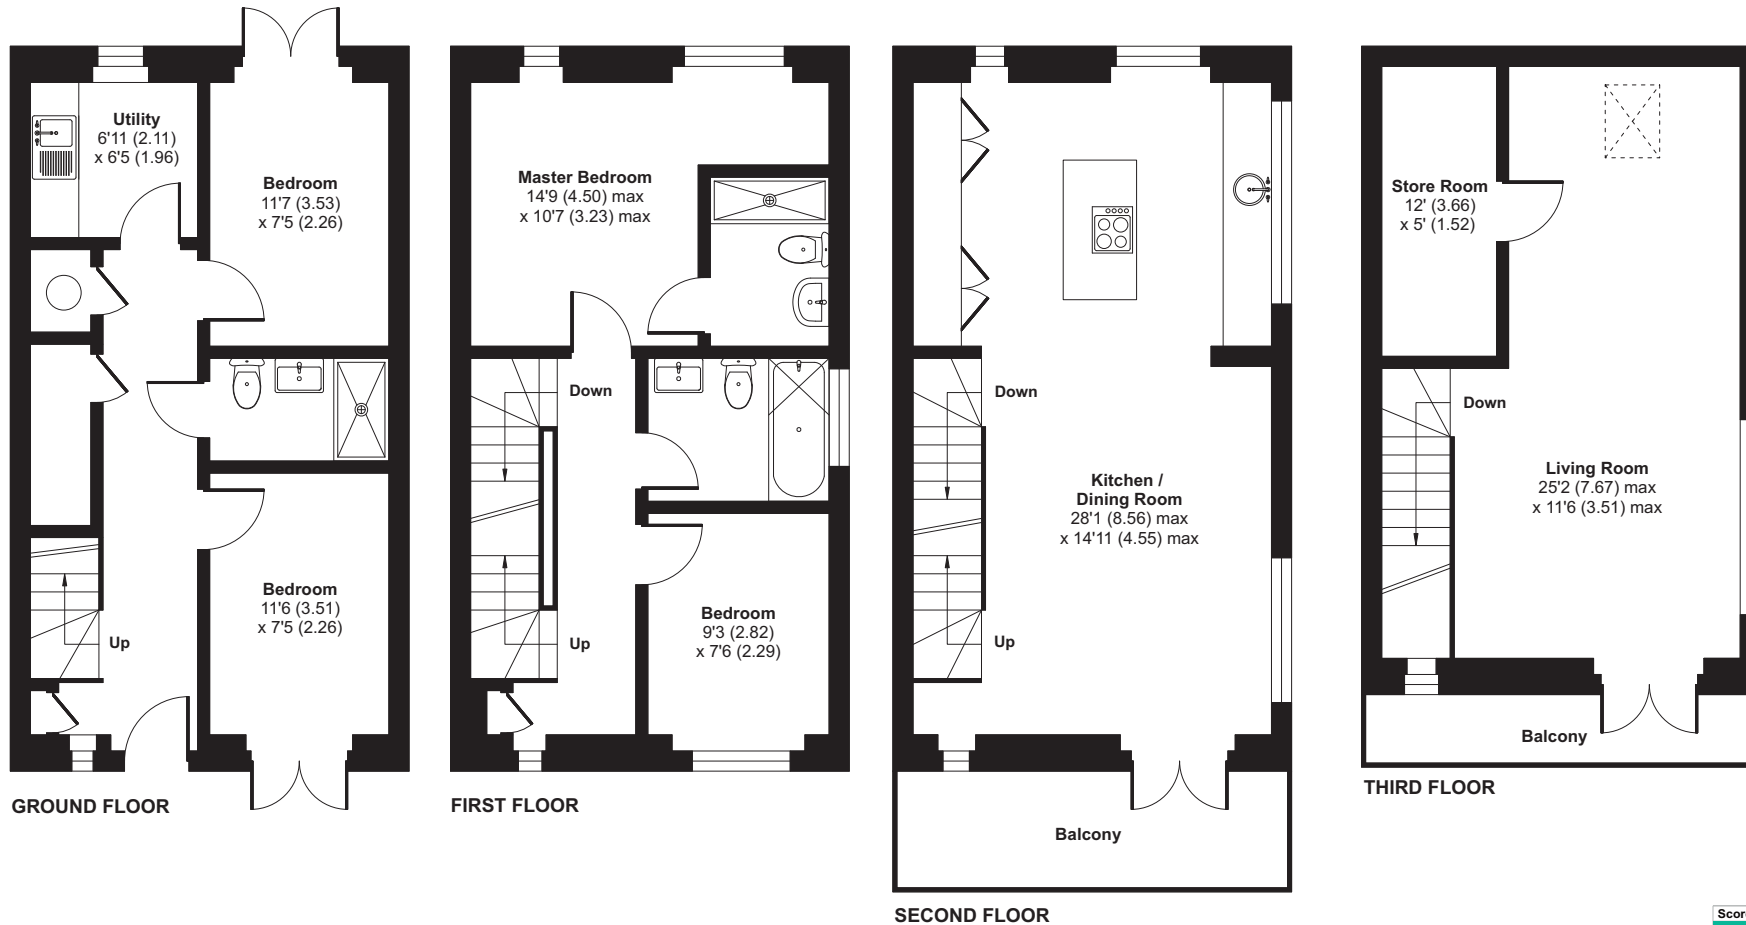 Utility
6'11 (2.11)
x 6'5 (1.96)
Bedroom
11'7 (3.53)
x 7'5 (2.26)
Bedroom
11'6 (3.51)
x 7'5 (2.26)
Up
GROUND FLOOR
Master Bedroom
14'9 (4.50) max
x 10'7 (3.23) max
Down
Up
Bedroom
9'3 (2.82)
x 7'6 (2.29)
FIRST FLOOR
Down
Kitchen /
Dining Room
28'1 (8.56) max
x 14'11 (4.55) max
Up
Balcony
SECOND FLOOR
Store Room
12' (3.66)
x 5' (1.52)
Down
Living Room
25'2 (7.67) max
x 11'6 (3.51) max
Balcony
THIRD FLOOR